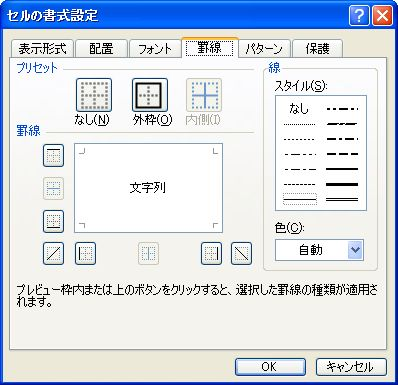 セルの書式設定
表示形式 配置 フォント 罫線 パターン 保護
プリセット
なし(N) 外枠(O) 内側(I)
罫線
文字列
線
スタイル(S):
なし
色(C):
自動
プレビュー枠内または上のボタンをクリックすると、選択した罫線の種類が適用さ
れます。
OK キャンセル